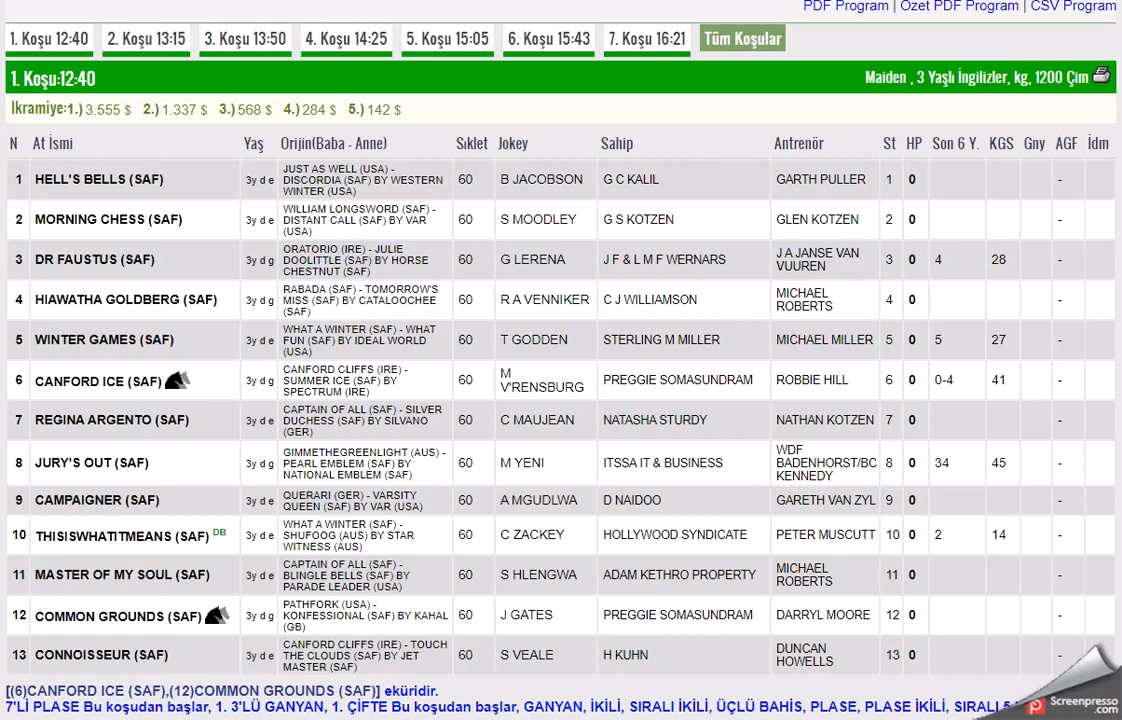 PDF Program | Özet PDF Program | CSV Program
1. Koşu 12:40 2. Koşu 13:15 3. Koşu 13:50 4. Koşu 14:25 5. Koşu 15:05 6. Koşu 15:43 7. Koşu 16:21 Tüm Koşular
1. Koşu:12:40 Maiden , 3 Yaşlı İngilizler, kg, 1200 Çim
Ikramiye:1.) 3.555 $ 2.) 1.337 $ 3.) 568 $ 4.) 284 $ 5.) 142 $
N At İsmi Yaş Orijin(Baba - Anne) Sıklet Jokey Sahip Antrenör St HP Son 6 Y. KGS Gny AGF İdm
1 HELL'S BELLS (SAF) 3y d e JUST AS WELL (USA) - DISCORDIA (SAF) BY WESTERN WINTER (USA) 60 B JACOBSON G C KALIL GARTH PULLER 1 0 -
2 MORNING CHESS (SAF) 3y d e WILLIAM LONGSWORD (SAF) - DISTANT CALL (SAF) BY VAR (USA) 60 S MOODLEY G S KOTZEN GLEN KOTZEN 2 0 -
3 DR FAUSTUS (SAF) 3y d g ORATORIO (IRE) - JULIE DOOLITTLE (SAF) BY HORSE CHESTNUT (SAF) 60 G LERENA J F & L M F WERNARS J A JANSE VAN VUUREN 3 0 4 28 -
4 HIAWATHA GOLDBERG (SAF) 3y d g RABADA (SAF) - TOMORROW'S MISS (SAF) BY CATALOOCHEE (SAF) 60 R A VENNIKER C J WILLIAMSON MICHAEL ROBERTS 4 0 -
5 WINTER GAMES (SAF) 3y d e WHAT A WINTER (SAF) - WHAT FUN (SAF) BY IDEAL WORLD (USA) 60 T GODDEN STERLING M MILLER MICHAEL MILLER 5 0 5 27 -
6 CANFORD ICE (SAF) 3y d g CANFORD CLIFFS (IRE) - SUMMER ICE (SAF) BY SPECTRUM (IRE) 60 M V'RENSBURG PREGGIE SOMASUNDRAM ROBBIE HILL 6 0 0-4 41 -
7 REGINA ARGENTO (SAF) 3y d e CAPTAIN OF ALL (SAF) - SILVER DUCHESS (SAF) BY SILVANO (GER) 60 C MAUJEAN NATASHA STURDY NATHAN KOTZEN 7 0 -
8 JURY'S OUT (SAF) 3y d g GIMMETHEGREENLIGHT (AUS) - PEARL EMBLEM (SAF) BY NATIONAL EMBLEM (SAF) 60 M YENI ITSSA IT & BUSINESS WDF BADENHORST/BC KENNEDY 8 0 34 45 -
9 CAMPAIGNER (SAF) 3y d e QUERARI (GER) - VARSITY QUEEN (SAF) BY VAR (USA) 60 A MGUDLWA D NAIDOO GARETH VAN ZYL 9 0 -
10 THISISWHATITMEANS (SAF) DB 3y d e WHAT A WINTER (SAF) - SHUFOOG (AUS) BY STAR WITNESS (AUS) 60 C ZACKEY HOLLYWOOD SYNDICATE PETER MUSCUTT 10 0 2 14 -
11 MASTER OF MY SOUL (SAF) 3y d e CAPTAIN OF ALL (SAF) - BLINGLE BELLS (SAF) BY PARADE LEADER (USA) 60 S HLENGWA ADAM KETHRO PROPERTY MICHAEL ROBERTS 11 0 -
12 COMMON GROUNDS (SAF) 3y d g PATHFORK (USA) - KONFESSIONAL (SAF) BY KAHAL (GB) 60 J GATES PREGGIE SOMASUNDRAM DARRYL MOORE 12 0 -
13 CONNOISSEUR (SAF) 3y d e CANFORD CLIFFS (IRE) - TOUCH THE CLOUDS (SAF) BY JET MASTER (SAF) 60 S VEALE H KUHN DUNCAN HOWELLS 13 0 -
[(6)CANFORD ICE (SAF),(12)COMMON GROUNDS (SAF)] eküridir.
7'Lİ PLASE Bu koşudan başlar, 1. 3'LÜ GANYAN, 1. ÇİFTE Bu koşudan başlar, GANYAN, İKİLİ, SIRALI İKİLİ, ÜÇLÜ BAHİS, PLASE, PLASE İKİLİ, SIRALI
Screenpresso
.com